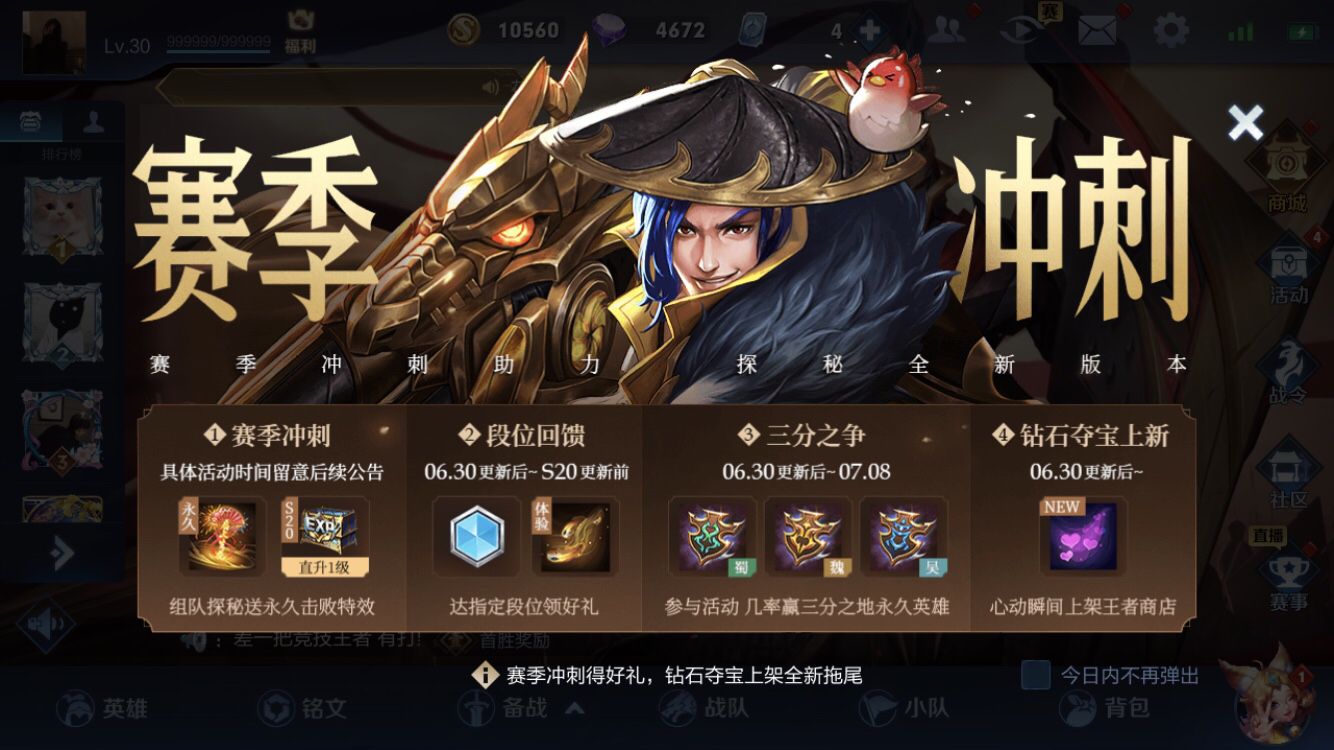 Lv.30
999999/999999
福利
10560
4672
4
赛
排行榜
1
2
3
赛季冲刺
赛季冲刺助力 探秘全新版本
1 赛季冲刺
具体活动时间留意后续公告
永久
S20
EXP
直升1级
组队探秘送永久击败特效
2 段位回馈
06.30更新后~S20更新前
体验
达指定段位领好礼
3 三分之争
06.30更新后~07.08
蜀
魏
吴
参与活动 几率赢三分之地永久英雄
4 钻石夺宝上新
06.30更新后~
NEW
心动瞬间上架王者商店
商城
4
活动
战令
社区
直播
赛事
：差一把竞技王者 有打!
首胜奖励
赛季冲刺得好礼，钻石夺宝上架全新拖尾
今日内不再弹出
英雄
铭文
备战
战队
小队
背包
1